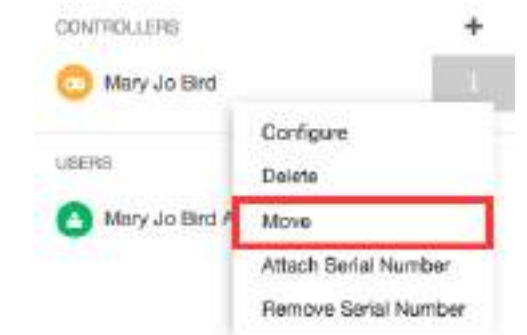 CONTROLLERS
Mary Jo Bird
Configure
USERS
Delete
Mary Jo Bird A
Move
Attach Serial Number
Remove Serial Number